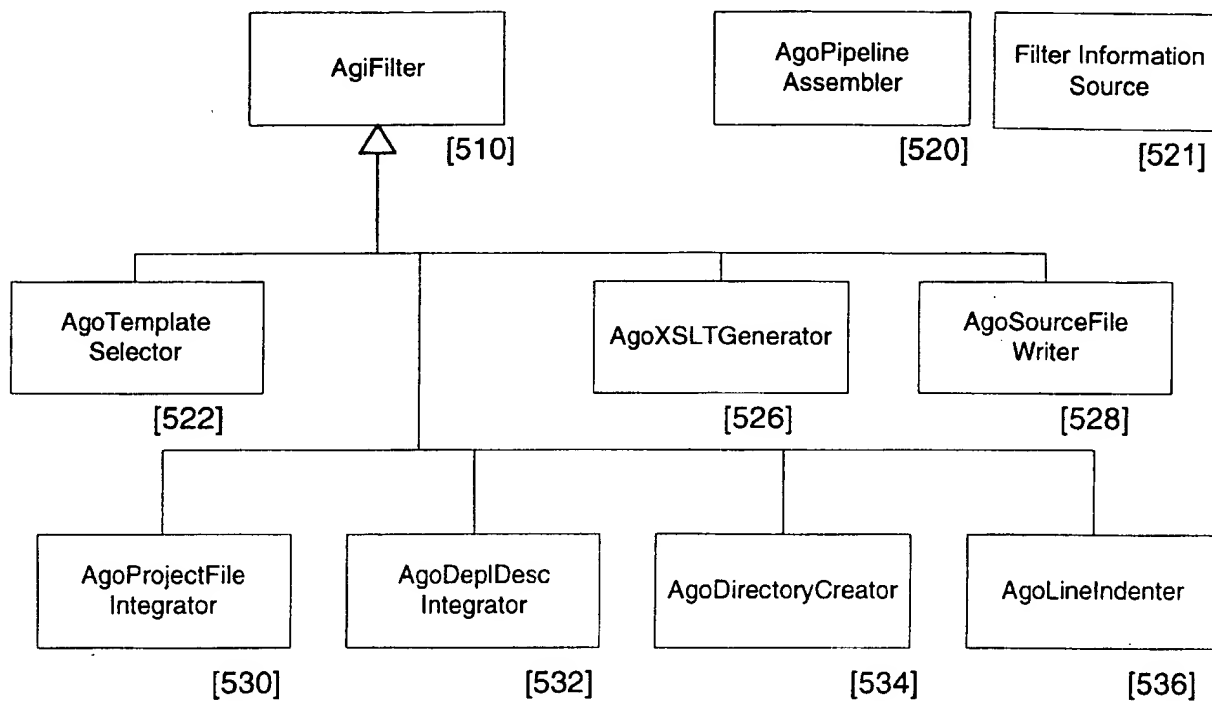 AgiFilter
[510]
AgoPipeline
Assembler
[520]
Filter Information
Source
[521]
AgoTemplate
Selector
[522]
AgoXSLTGenerator
[526]
AgoSourceFile
Writer
[528]
AgoProjectFile
Integrator
[530]
AgoDeplDesc
Integrator
[532]
AgoDirectoryCreator
[534]
AgoLineIndenter
[536]